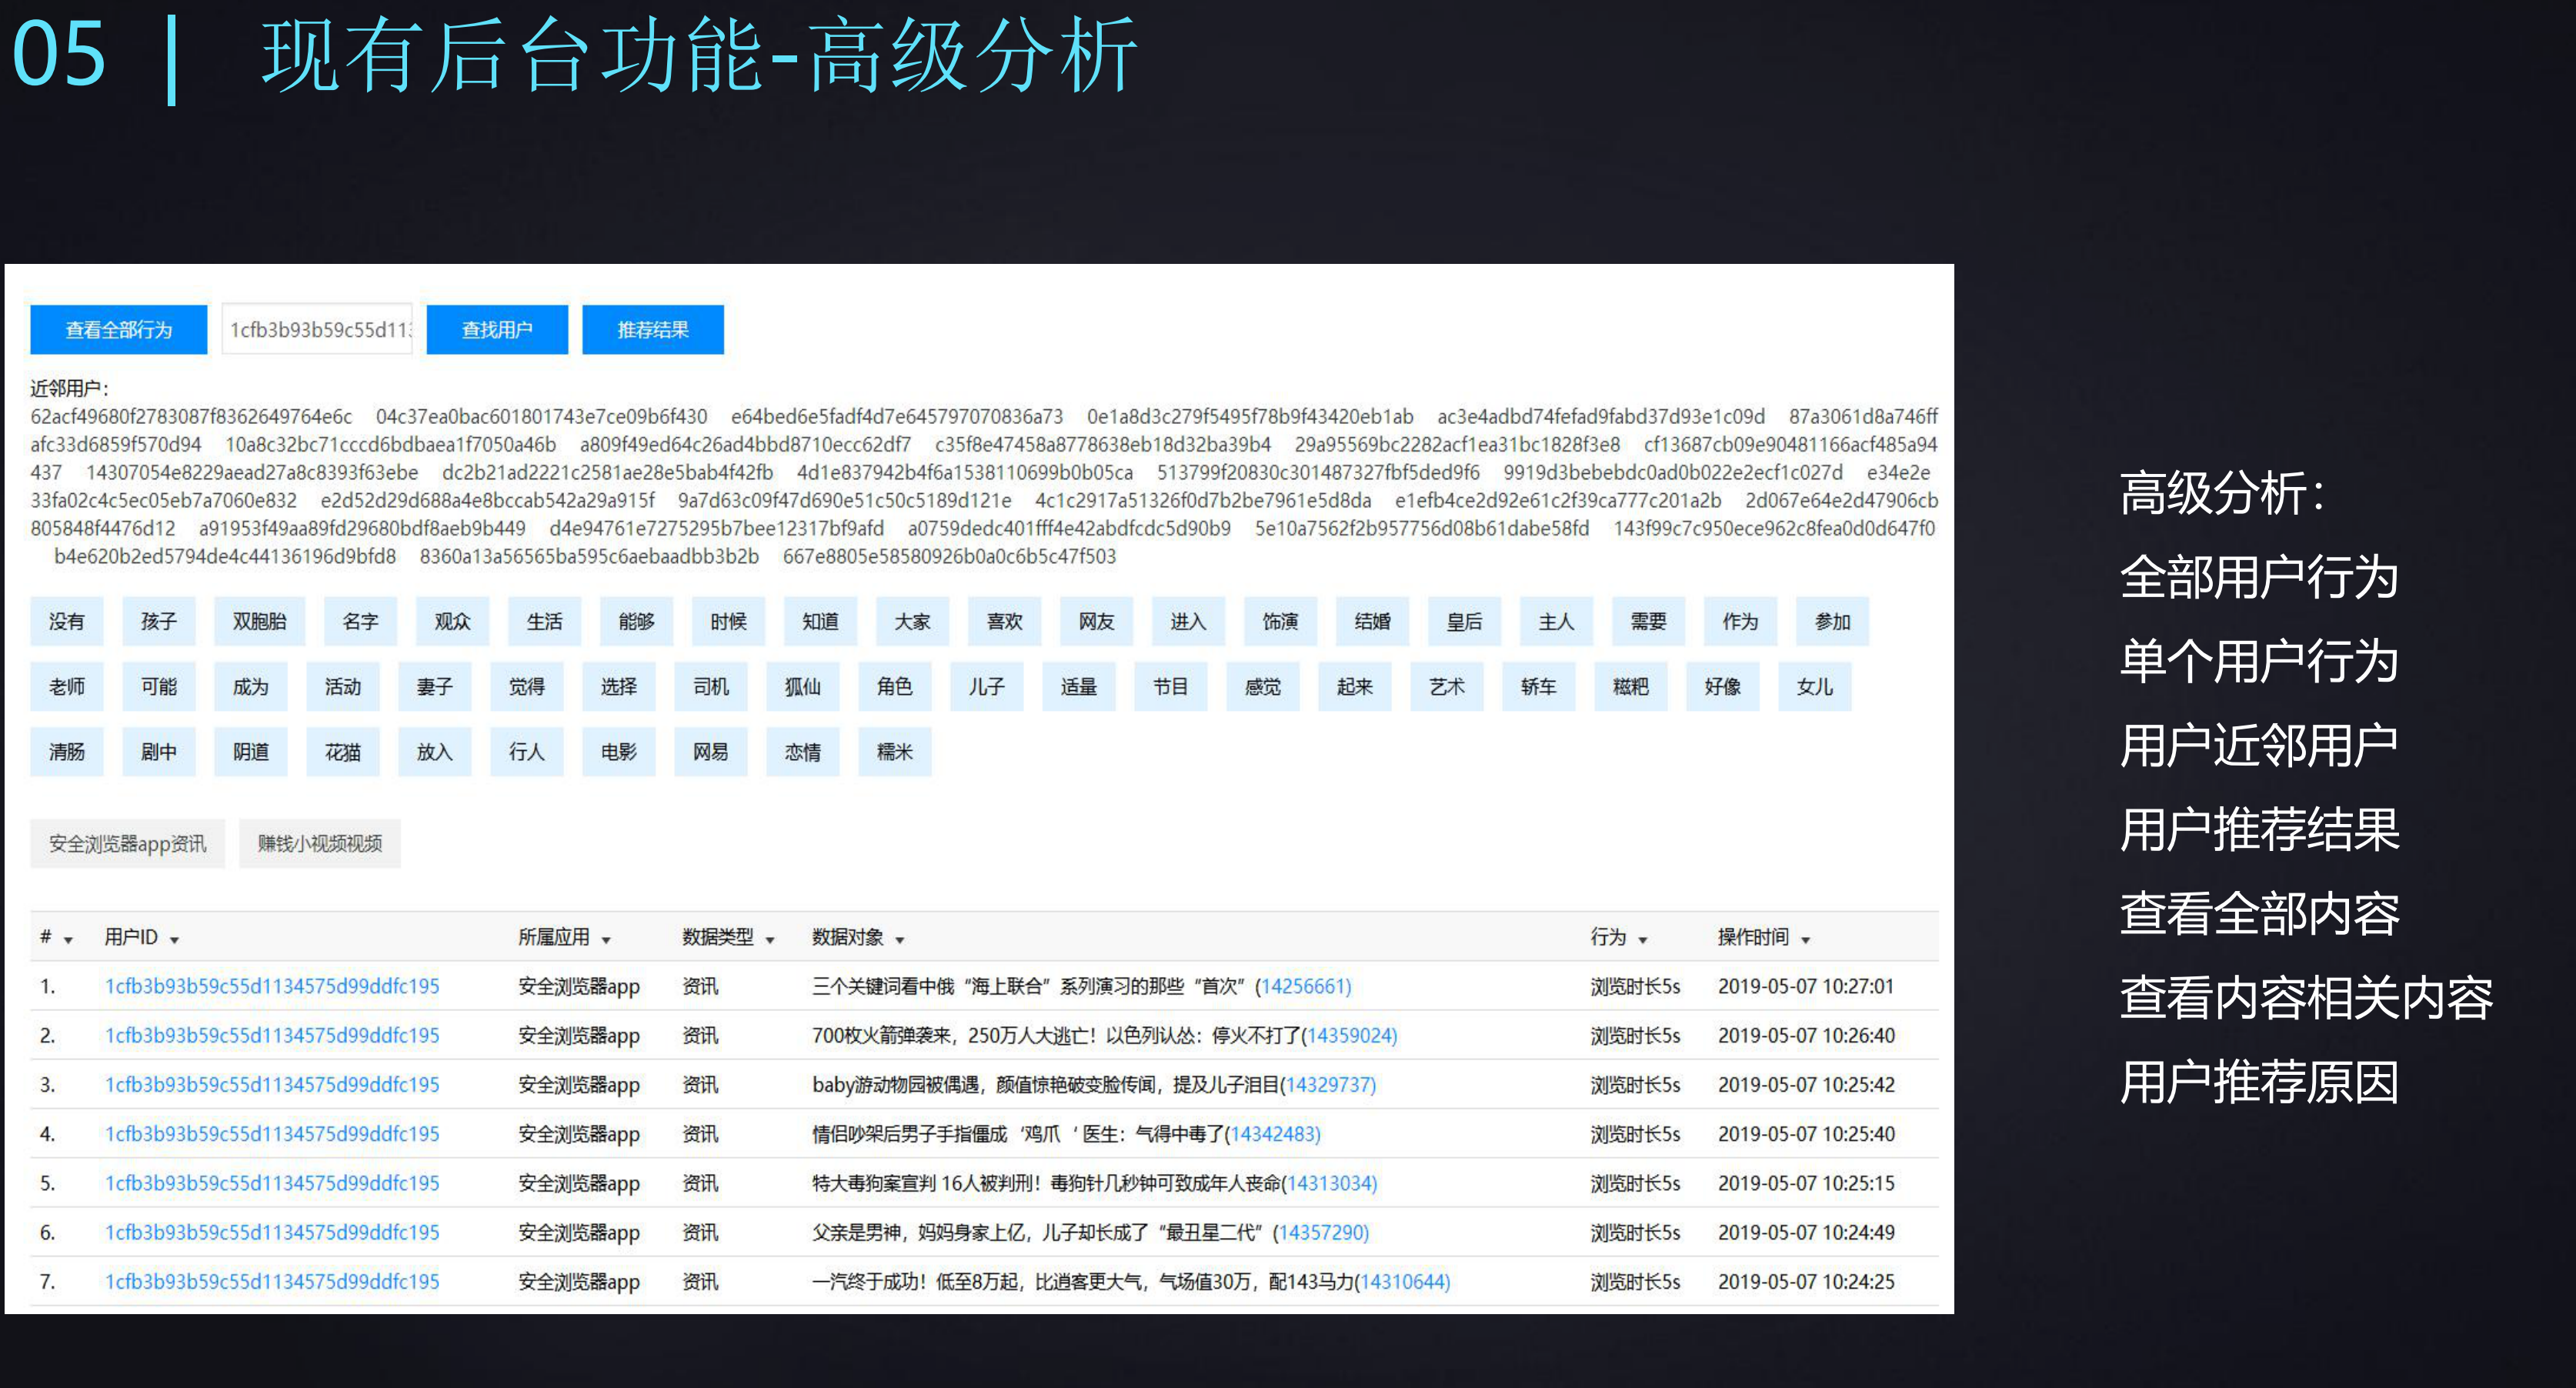 05 | 现有后台功能-高级分析
查看全部行为 1cfb3b93b59c55d113 查找用户 推荐结果
近邻用户：
62acf49680f2783087f8362649764e6c 04c37ea0bac601801743e7ce09b6f430 e64bed6e5fadf4d7e645797070836a73 0e1a8d3c279f5495f78b9f43420eb1ab ac3e4adbd74fefad9fabd37d93e1c09d 87a3061d8a746ff
afc33d6859f570d94 10a8c32bc71cccd6bdbaea1f7050a46b a809f49ed64c26ad4bbd8710ecc62df7 c35f8e47458a8778638eb18d32ba39b4 29a95569bc2282acf1ea31bc1828f3e8 cf13687cb09e90481166acf485a94
437 14307054e8229aead27a8c8393f63ebe dc2b21ad2221c2581ae28e5bab4f42fb 4d1e837942b4f6a1538110699b0b05ca 513799f20830c301487327fbf5ded9f6 9919d3bebebdc0ad0b022e2ecf1c027d e34e2e
33fa02c4c5ec05eb7a7060e832 e2d52d29d688a4e8bccab542a29a915f 9a7d63c09f47d690e51c50c5189d121e 4c1c2917a51326f0d7b2be7961e5d8da e1efb4ce2d92e61c2f39ca777c201a2b 2d067e64e2d47906cb
805848f4476d12 a91953f49aa89fd29680bdf8aeb9b449 d4e94761e7275295b7bee12317bf9afd a0759dedc401fff4e42abdfcdc5d90b9 5e10a7562f2b957756d08b61dabe58fd 143f99c7c950ece962c8fea0d0d647f0
b4e620b2ed5794de4c44136196d9bfd8 8360a13a56565ba595c6aebaadbb3b2b 667e8805e58580926b0a0c6b5c47f503
没有 孩子 双胞胎 名字 观众 生活 能够 时候 知道 大家 喜欢 网友 进入 饰演 结婚 皇后 主人 需要 作为 参加
老师 可能 成为 活动 妻子 觉得 选择 司机 狐仙 角色 儿子 适量 节目 感觉 起来 艺术 轿车 糍粑 好像 女儿
清肠 剧中 阴道 花猫 放入 行人 电影 网易 恋情 糯米
安全浏览器app资讯 赚钱小视频视频
# 用户ID 所属应用 数据类型 数据对象 行为 操作时间
1. 1cfb3b93b59c55d1134575d99ddfc195 安全浏览器app 资讯 三个关键词看中俄“海上联合”系列演习的那些“首次”(14256661) 浏览时长5s 2019-05-07 10:27:01
2. 1cfb3b93b59c55d1134575d99ddfc195 安全浏览器app 资讯 700枚火箭弹袭来，250万人大逃亡！以色列认怂：停火不打了(14359024) 浏览时长5s 2019-05-07 10:26:40
3. 1cfb3b93b59c55d1134575d99ddfc195 安全浏览器app 资讯 baby游动物园被偶遇，颜值惊艳破变脸传闻，提及儿子泪目(14329737) 浏览时长5s 2019-05-07 10:25:42
4. 1cfb3b93b59c55d1134575d99ddfc195 安全浏览器app 资讯 情侣吵架后男子手指僵成‘鸡爪‘医生：气得中毒了(14342483) 浏览时长5s 2019-05-07 10:25:40
5. 1cfb3b93b59c55d1134575d99ddfc195 安全浏览器app 资讯 特大毒狗案宣判 16人被判刑！毒狗针几秒钟可致成年人丧命(14313034) 浏览时长5s 2019-05-07 10:25:15
6. 1cfb3b93b59c55d1134575d99ddfc195 安全浏览器app 资讯 父亲是男神，妈妈身家上亿，儿子却长成了“最丑星二代”(14357290) 浏览时长5s 2019-05-07 10:24:49
7. 1cfb3b93b59c55d1134575d99ddfc195 安全浏览器app 资讯 一汽终于成功！低至8万起，比逍客更大气，气场值30万，配143马力(14310644) 浏览时长5s 2019-05-07 10:24:25
高级分析：
全部用户行为
单个用户行为
用户近邻用户
用户推荐结果
查看全部内容
查看内容相关内容
用户推荐原因